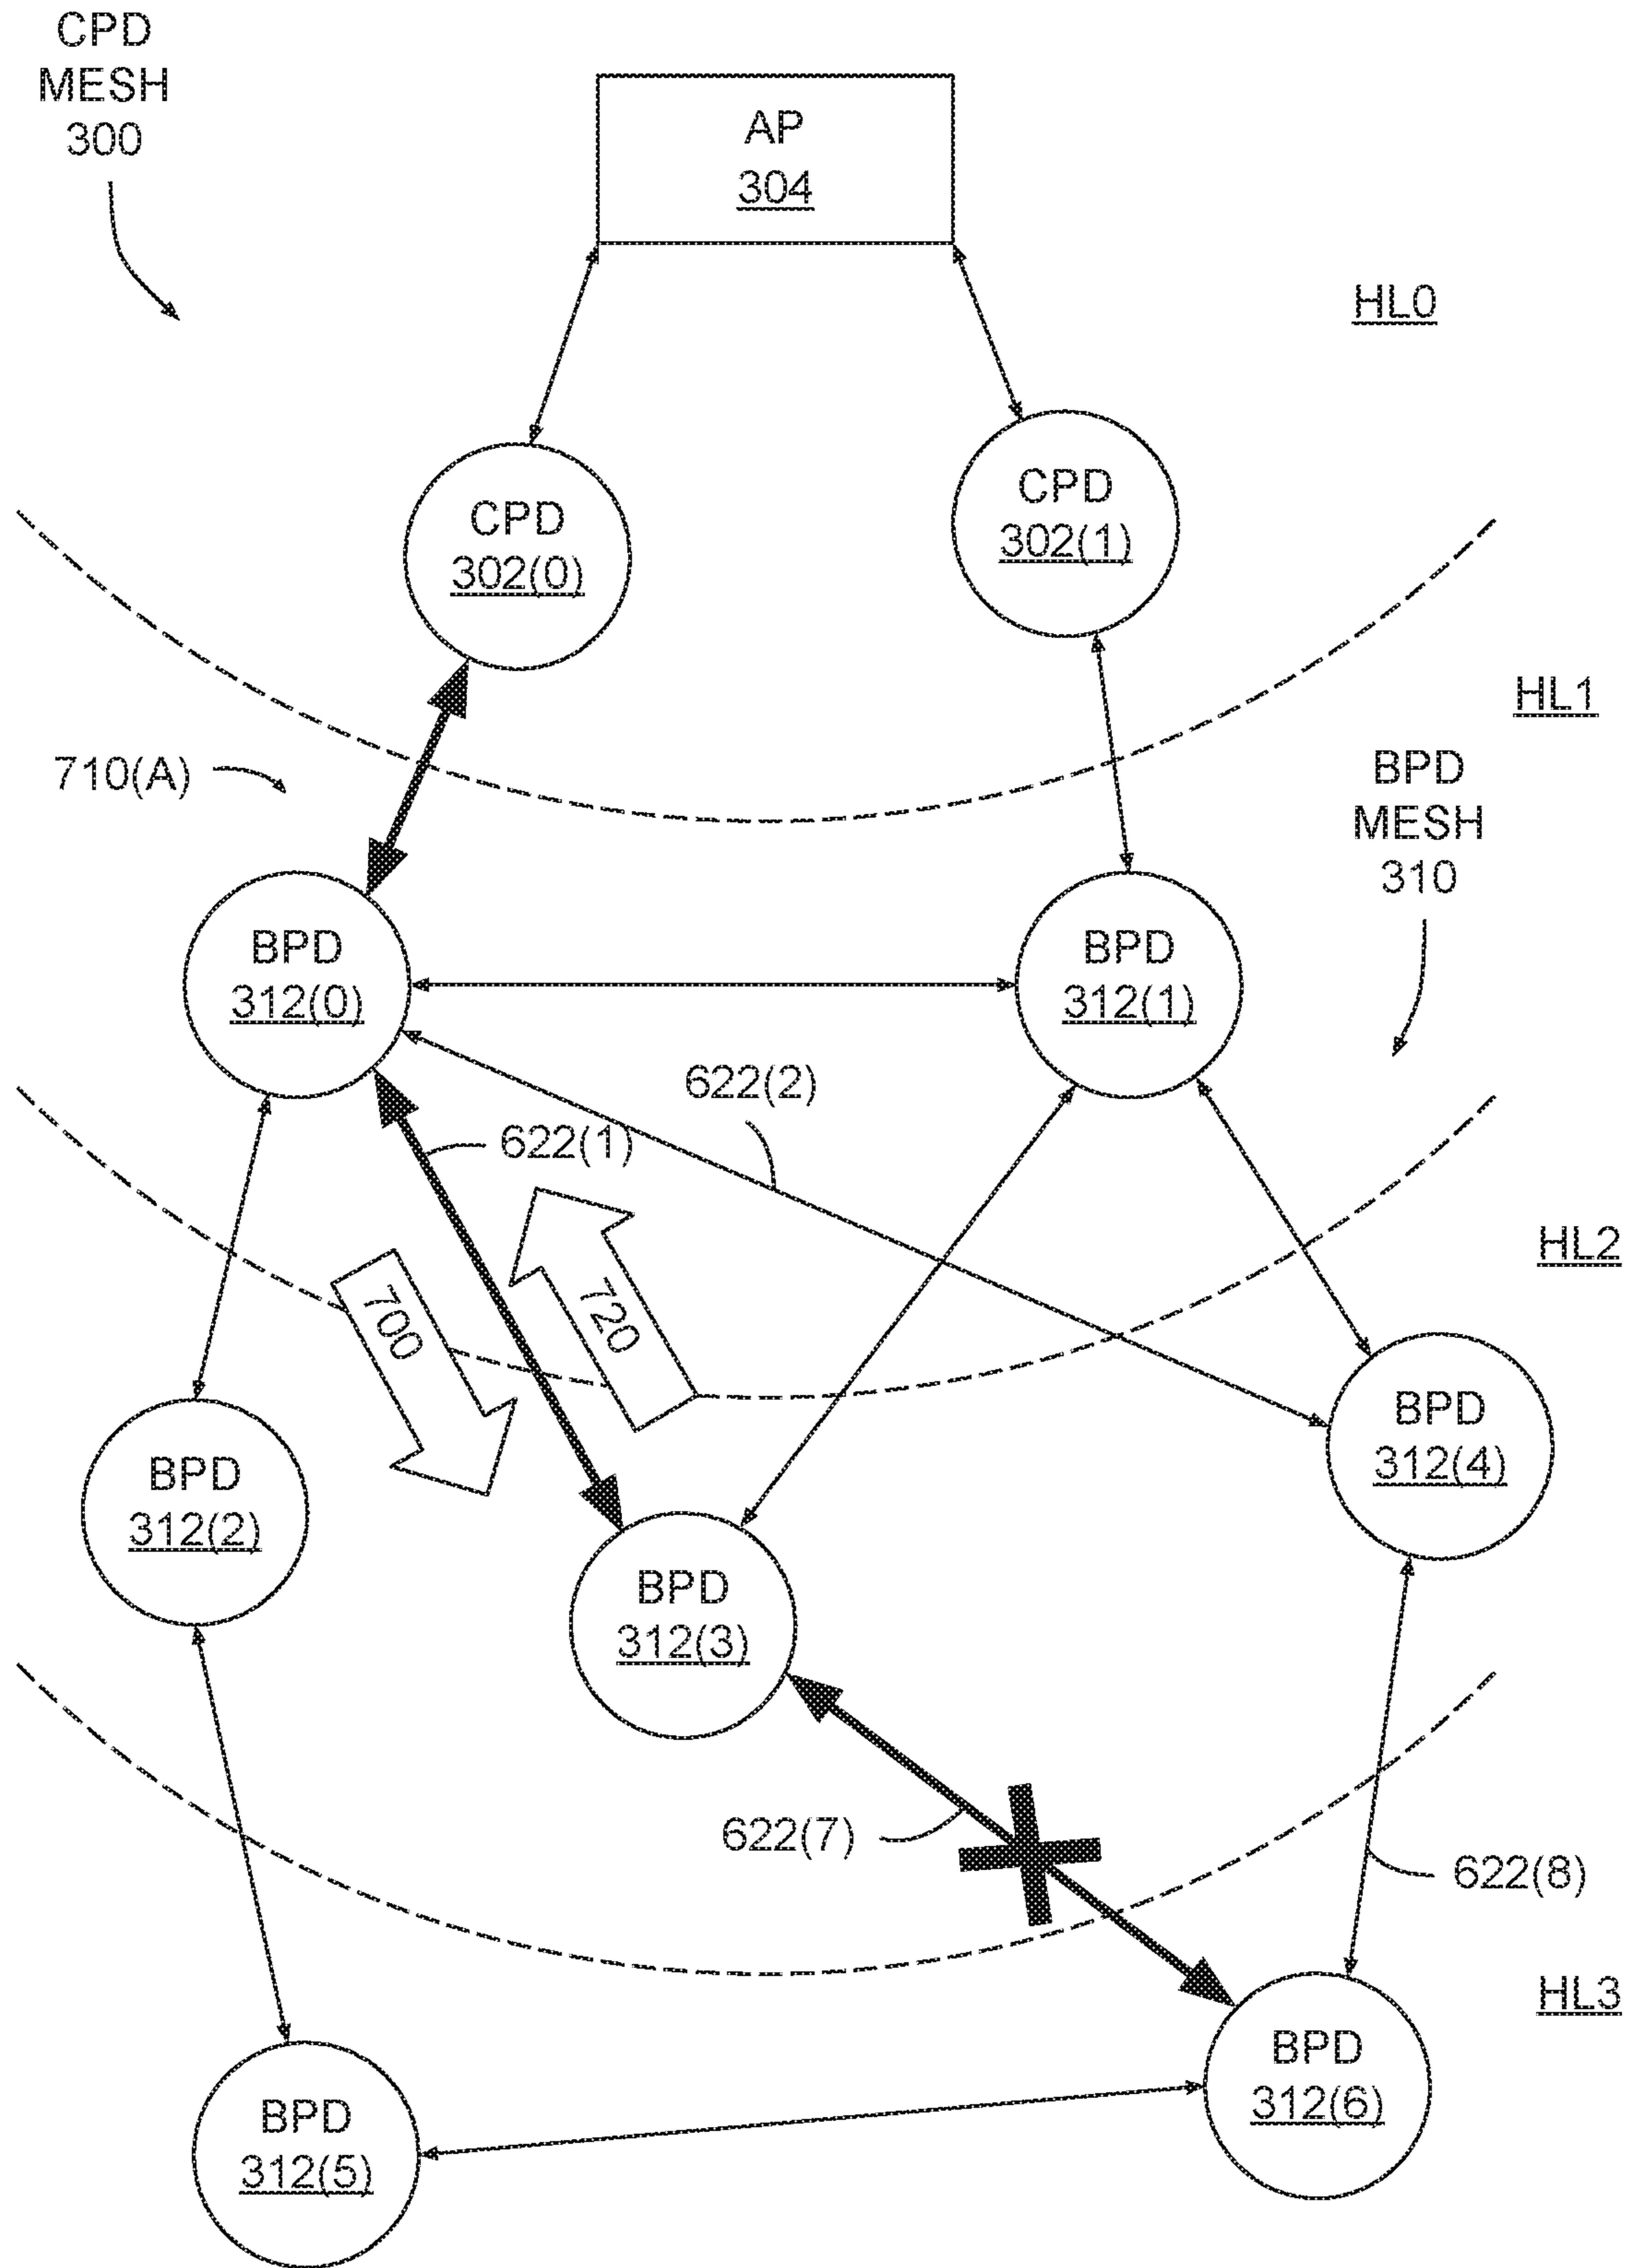 CPD
MESH
300
AP
304
HL0
CPD
302(0)
CPD
302(1)
HL1
710(A)
BPD
MESH
310
BPD
312(0)
BPD
312(1)
622(2)
622(1)
HL2
700
720
BPD
312(2)
BPD
312(3)
BPD
312(4)
622(7)
622(8)
HL3
BPD
312(5)
BPD
312(6)